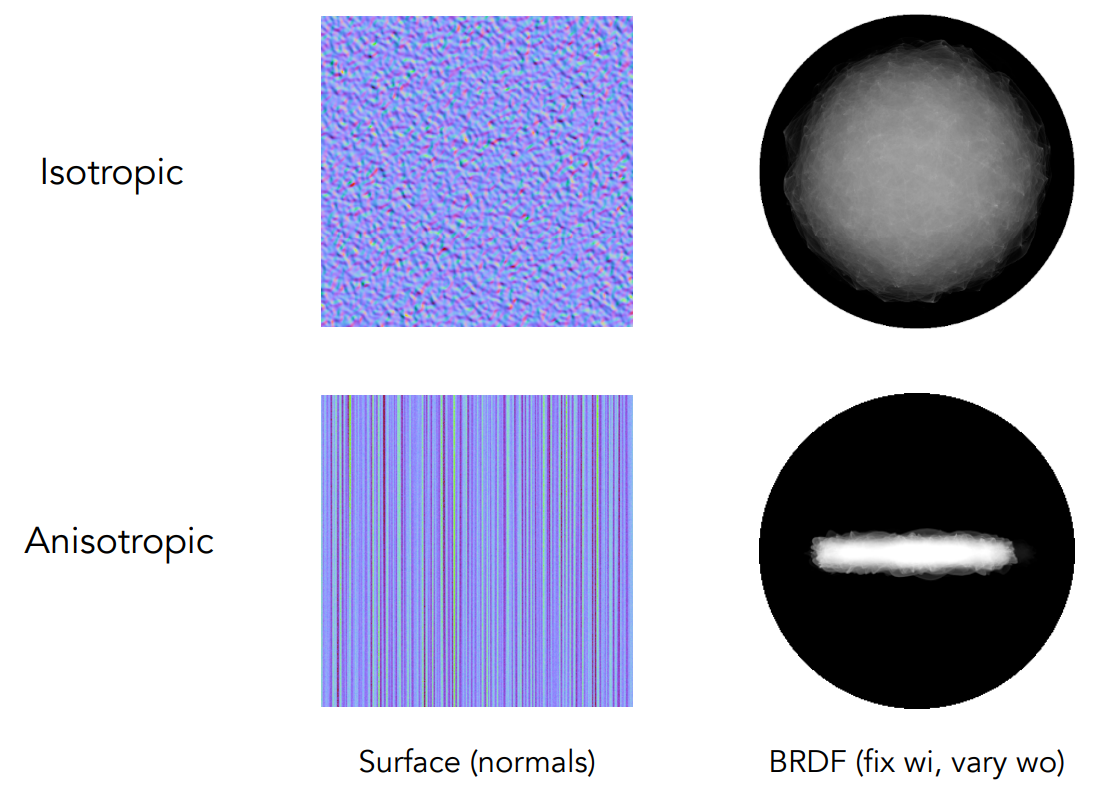 Isotropic
Anisotropic
Surface (normals)
BRDF (fix wi, vary wo)